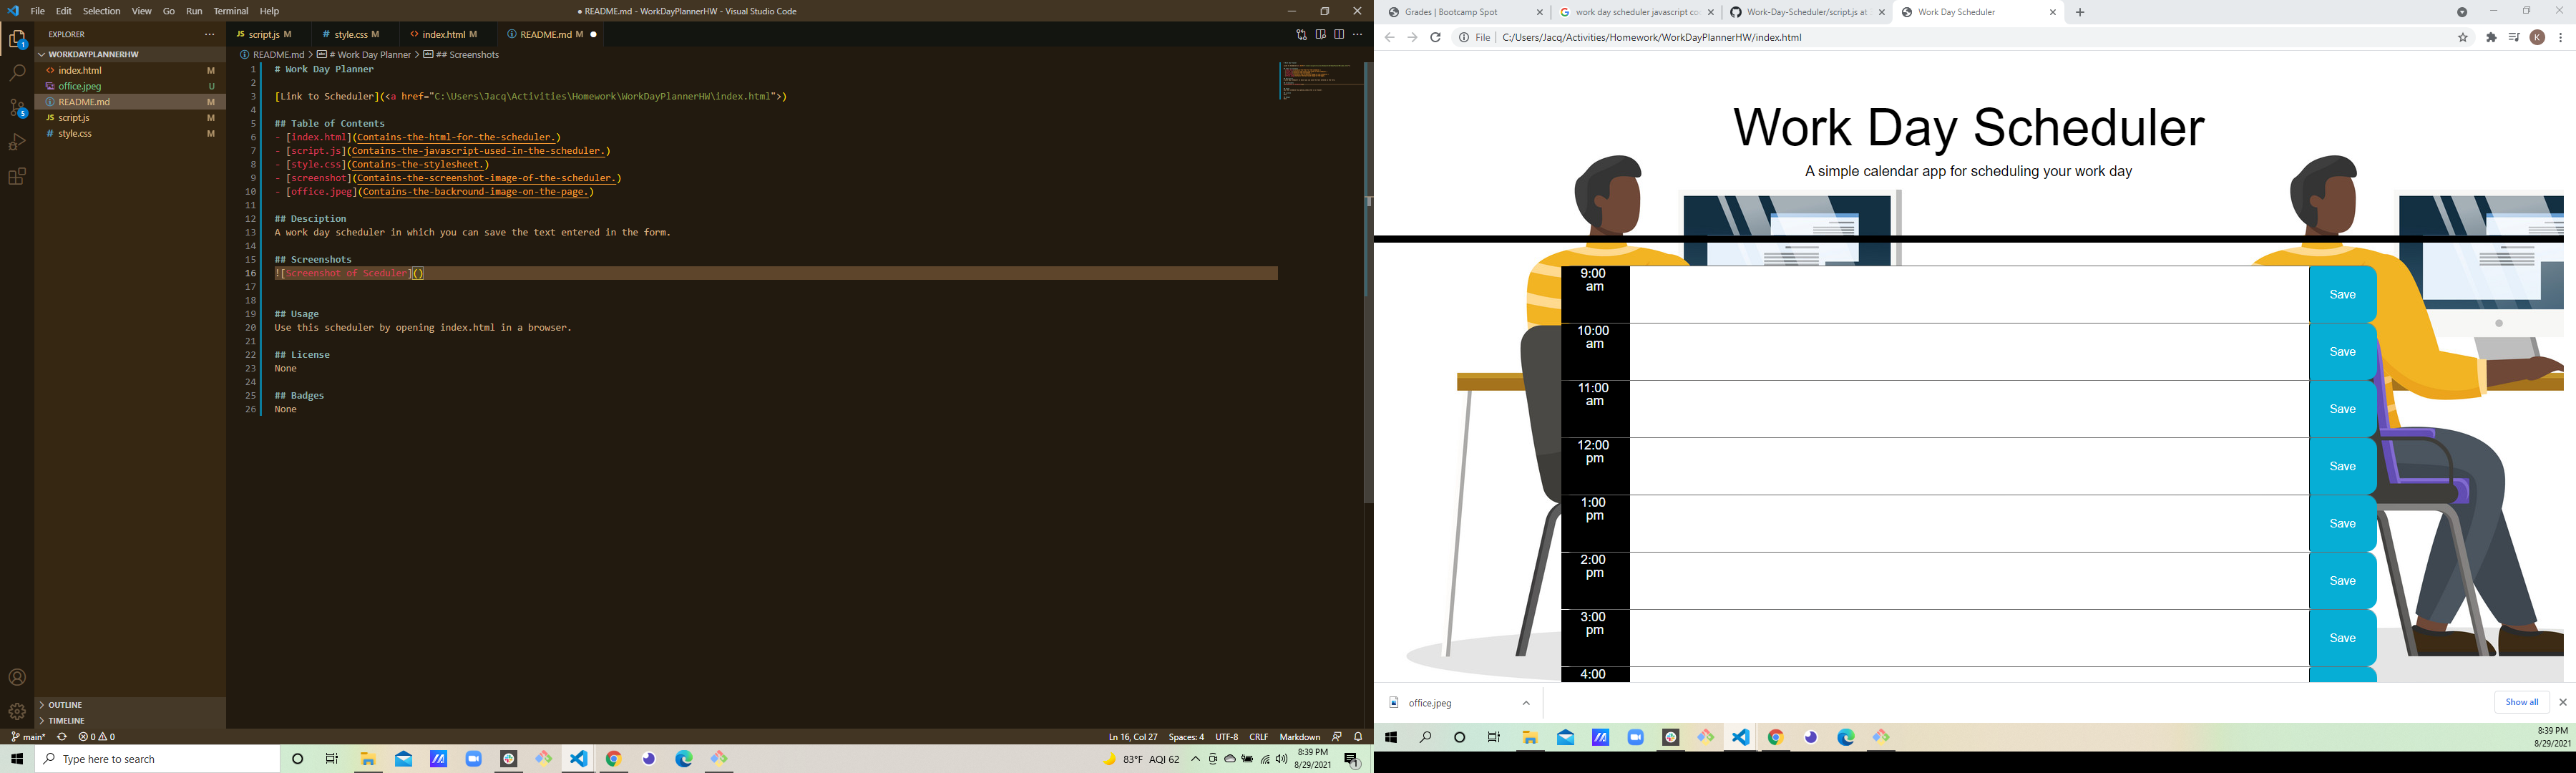 File Edit Selection View Go Run Terminal Help
● README.md - WorkDayPlannerHW - Visual Studio Code
EXPLORER
WORKDAYPLANNERHW
index.html M
office.jpeg U
README.md M
script.js M
style.css M
OUTLINE
TIMELINE
script.js M style.css M index.html M README.md M
README.md > # Work Day Planner > ## Screenshots
1 # Work Day Planner
2
3 [Link to Scheduler](<a href="C:\Users\Jacq\Activities\Homework\WorkDayPlannerHW\index.html">)
4
5 ## Table of Contents
6 - [index.html](Contains-the-html-for-the-scheduler.)
7 - [script.js](Contains-the-javascript-used-in-the-scheduler.)
8 - [style.css](Contains-the-stylesheet.)
9 - [screenshot](Contains-the-screenshot-image-of-the-scheduler.)
10 - [office.jpeg](Contains-the-backround-image-on-the-page.)
11
12 ## Desciption
13 A work day scheduler in which you can save the text entered in the form.
14
15 ## Screenshots
16 ![Screenshot of Sceduler]()
17
18
19 ## Usage
20 Use this scheduler by opening index.html in a browser.
21
22 ## License
23 None
24
25 ## Badges
26 None
main* 0 0
Ln 16, Col 27 Spaces: 4 UTF-8 CRLF Markdown
Type here to search
83°F AQI 62
8:39 PM
8/29/2021
Grades | Bootcamp Spot
work day scheduler javascript co
Work-Day-Scheduler/script.js at
Work Day Scheduler
File | C:/Users/Jacq/Activities/Homework/WorkDayPlannerHW/index.html
K
Work Day Scheduler
A simple calendar app for scheduling your work day
9:00
am
Save
10:00
am
Save
11:00
am
Save
12:00
pm
Save
1:00
pm
Save
2:00
pm
Save
3:00
pm
Save
4:00
office.jpeg
Show all
8:39 PM
8/29/2021